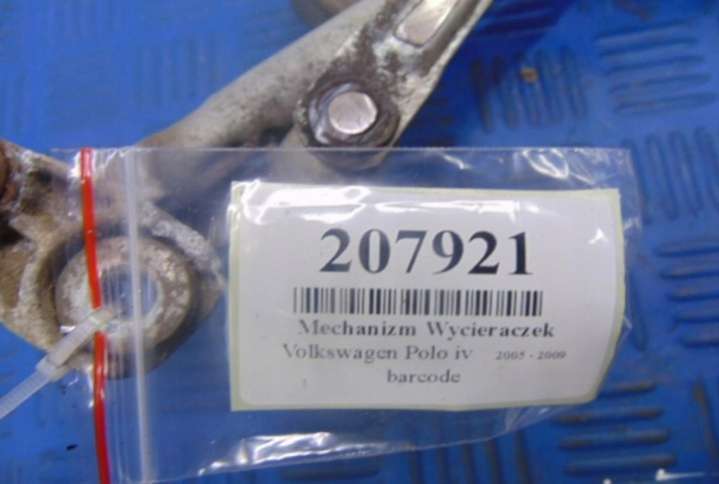 207921
Mechanizm Wycieraczek
Volkswagen Polo iv 2005 - 2009
barcode